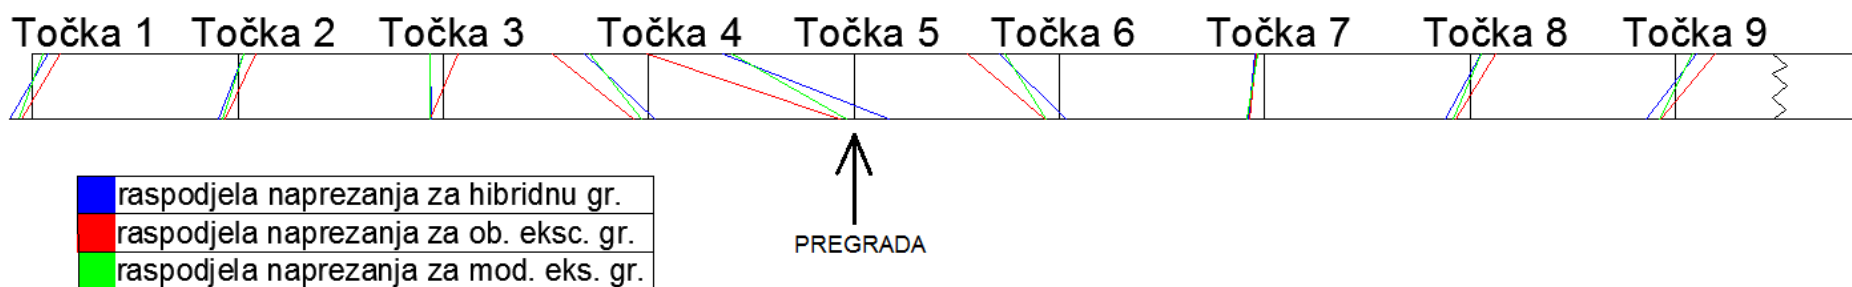 Točka 1 Točka 2 Točka 3 Točka 4 Točka 5 Točka 6 Točka 7 Točka 8 Točka 9
raspodjela naprezanja za hibridnu gr.
raspodjela naprezanja za ob. eksc. gr.
raspodjela naprezanja za mod. eks. gr.
PREGRADA